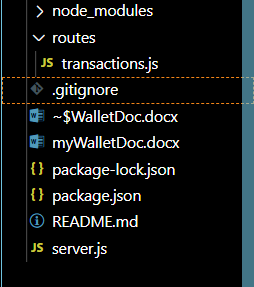 node_modules
routes
JS transactions.js
.gitignore
~$WalletDoc.docx
myWalletDoc.docx
{} package-lock.json
{} package.json
README.md
JS server.js